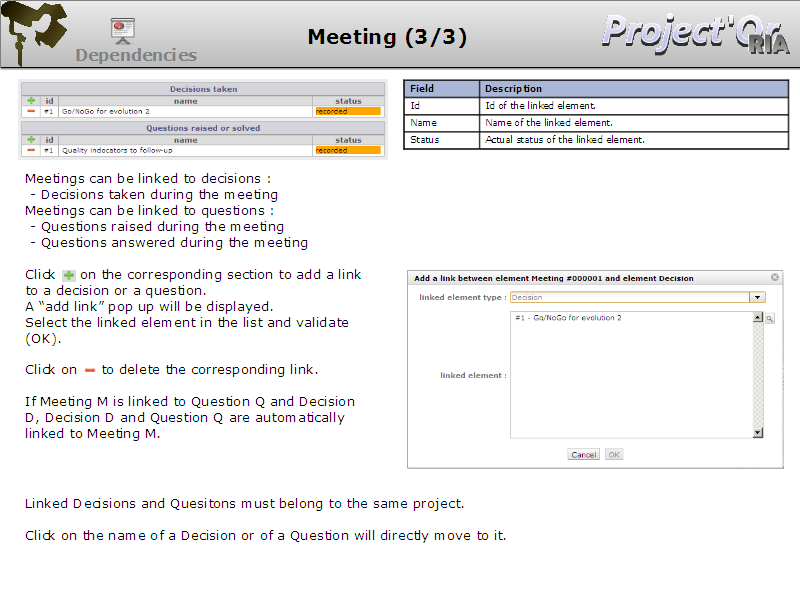 Meeting (3/3)
Project'Or
RIA
Dependencies
Decisions taken
id name status
#1 Go/NoGo for evolution 2 recorded
Questions raised or solved
id name status
#1 Quality indocators to follow-up recorded
Field Description
Id Id of the linked element.
Name Name of the linked element.
Status Actual status of the linked element.
Meetings can be linked to decisions :
- Decisions taken during the meeting
Meetings can be linked to questions :
- Questions raised during the meeting
- Questions answered during the meeting
Click on the corresponding section to add a link
to a decision or a question.
A “add link” pop up will be displayed.
Select the linked element in the list and validate
(OK).
Click on to delete the corresponding link.
If Meeting M is linked to Question Q and Decision
D, Decision D and Question Q are automatically
linked to Meeting M.
Add a link between element Meeting #000001 and element Decision
linked element type : Decision
#1 - Go/NoGo for evolution 2
linked element :
Cancel OK
Linked Decisions and Quesitons must belong to the same project.
Click on the name of a Decision or of a Question will directly move to it.